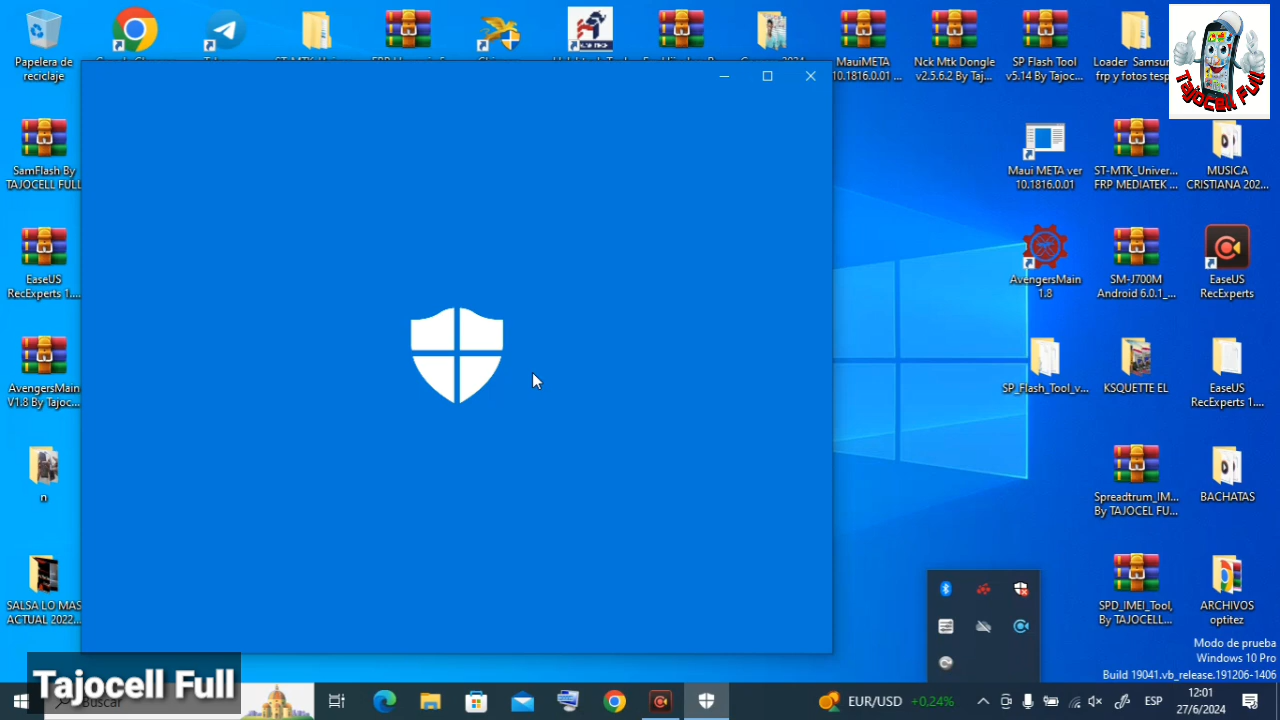 Papelera de
reciclaje
MauiMETA
10.1816.0.01 ...
Nck Mtk Dongle
v2.5.6.2 By Taj...
SP Flash Tool
v5.14 By Tajoc...
Loader Samsun
frp y fotos tesp
Tajocell Full
SamFlash By
TAJOCELL FULL
Maui META ver
10.1816.0.01
ST-MTK_Univer...
FRP MEDIATEK ...
MUSICA
CRISTIANA 202...
EaseUS
RecExperts 1....
AvengersMain
1.8
SM-J700M
Android 6.0.1_...
EaseUS
RecExperts
AvengersMain
V1.8 By Tajoc...
SP_Flash_Tool_v...
KSQUETTE EL
EaseUS
RecExperts 1....
n
Spreadtrum_IM...
By TAJOCEL FU...
BACHATAS
SALSA LO MAS
ACTUAL 2022...
SPD_IMEI_Tool,
By TAJOCELL...
ARCHIVOS
optitez
Modo de prueba
Windows 10 Pro
Build 19041.vb_release.191206-1406
Tajocell Full
Buscar
EUR/USD +0,24%
ESP
12:01
27/6/2024